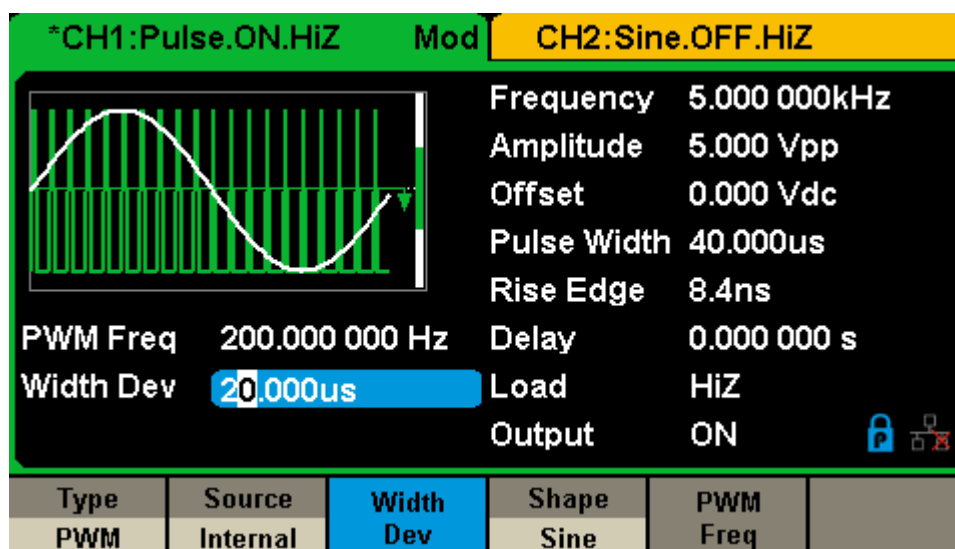 *CH1:Pulse.ON.HiZ Mod CH2:Sine.OFF.HiZ
Frequency 5.000 000kHz
Amplitude 5.000 Vpp
Offset 0.000 Vdc
Pulse Width 40.000us
Rise Edge 8.4ns
PWM Freq 200.000 000 Hz Delay 0.000 000 s
Width Dev 20.000us Load HiZ
Output ON P
Type Source Width Dev Shape PWM Freq
PWM Internal Sine